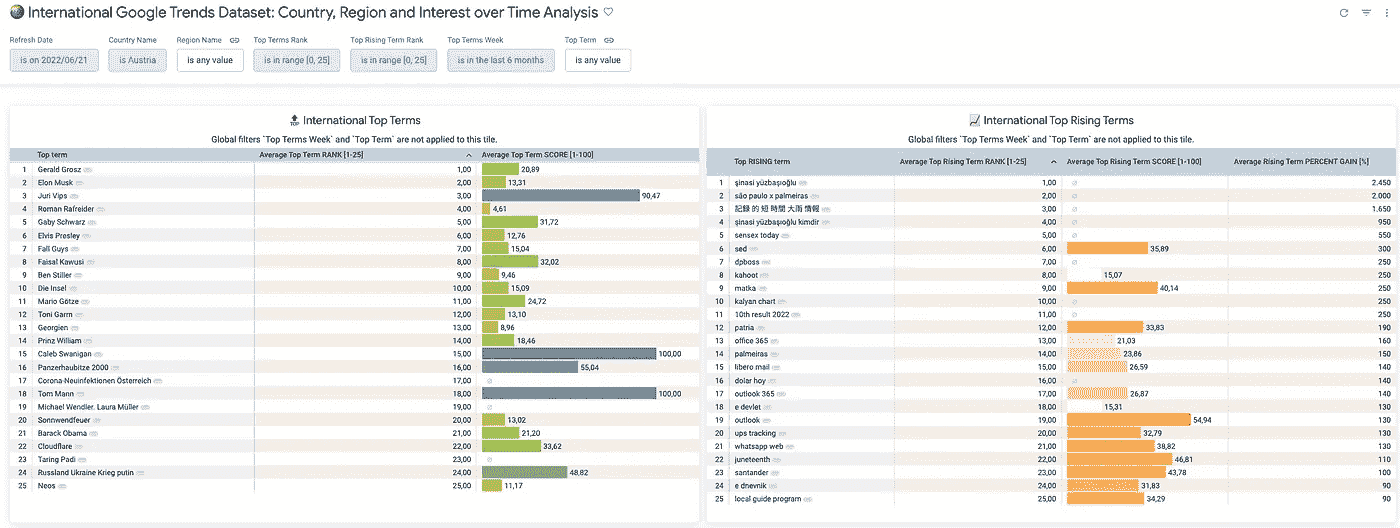 International Google Trends Dataset: Country, Region and Interest over Time Analysis
Refresh Date Country Name Region Name Top Terms Rank Top Rising Term Rank Top Terms Week Top Term
is on 2022/06/21 is Austria is any value is in range [0, 25] is in range [0, 25] is in the last 6 months is any value
International Top Terms
Global filters `Top Terms Week` and `Top Term` are not applied to this tile.
Top term Average Top Term RANK [1-25] Average Top Term SCORE [1-100]
1 Gerald Grosz 1,00 20,89
2 Elon Musk 2,00 13,31
3 Juri Vips 3,00 90,47
4 Roman Rafreider 4,00 4,61
5 Gaby Schwarz 5,00 31,72
6 Elvis Presley 6,00 12,76
7 Fall Guys 7,00 15,04
8 Faisal Kawusi 8,00 32,02
9 Ben Stiller 9,00 9,46
10 Die Insel 10,00 15,09
11 Mario Götze 11,00 24,72
12 Toni Garrn 12,00 13,10
13 Georgien 13,00 8,96
14 Prinz William 14,00 18,46
15 Caleb Swanigan 15,00 100,00
16 Panzerhaubitze 2000 16,00 55,04
17 Corona-Neuinfektionen Österreich 17,00 ∅
18 Tom Mann 18,00 100,00
19 Michael Wendler, Laura Müller 19,00 ∅
20 Sonnwendfeuer 20,00 13,02
21 Barack Obama 21,00 21,20
22 Cloudflare 22,00 33,62
23 Taring Padi 23,00 ∅
24 Russland Ukraine Krieg putin 24,00 48,82
25 Neos 25,00 11,17
International Top Rising Terms
Global filters `Top Terms Week` and `Top Term` are not applied to this tile.
Top RISING term Average Top Rising Term RANK [1-25] Average Top Rising Term SCORE [1-100] Average Rising Term PERCENT GAIN [%]
1 şinasi yüzbaşıoğlu 1,00 ∅ 2.450
2 são paulo x palmeiras 2,00 ∅ 2.000
3 記録 的 短 時間 大雨 情報 3,00 ∅ 1.650
4 şinasi yüzbaşıoğlu kimdir 4,00 ∅ 950
5 sensex today 5,00 ∅ 550
6 sed 6,00 35,89 300
7 dpboss 7,00 ∅ 250
8 kahoot 8,00 15,07 250
9 matka 9,00 40,14 250
10 kalyan chart 10,00 ∅ 250
11 10th result 2022 11,00 ∅ 250
12 patria 12,00 33,83 190
13 office 365 13,00 21,03 160
14 palmeiras 14,00 23,86 150
15 libero mail 15,00 26,59 140
16 dolar hoy 16,00 ∅ 140
17 outlook 365 17,00 26,87 140
18 e devlet 18,00 15,31 130
19 outlook 19,00 54,94 130
20 ups tracking 20,00 32,79 130
21 whatsapp web 21,00 38,82 130
22 juneteenth 22,00 46,81 110
23 santander 23,00 43,78 100
24 e dnevnik 24,00 31,83 90
25 local guide program 25,00 34,29 90